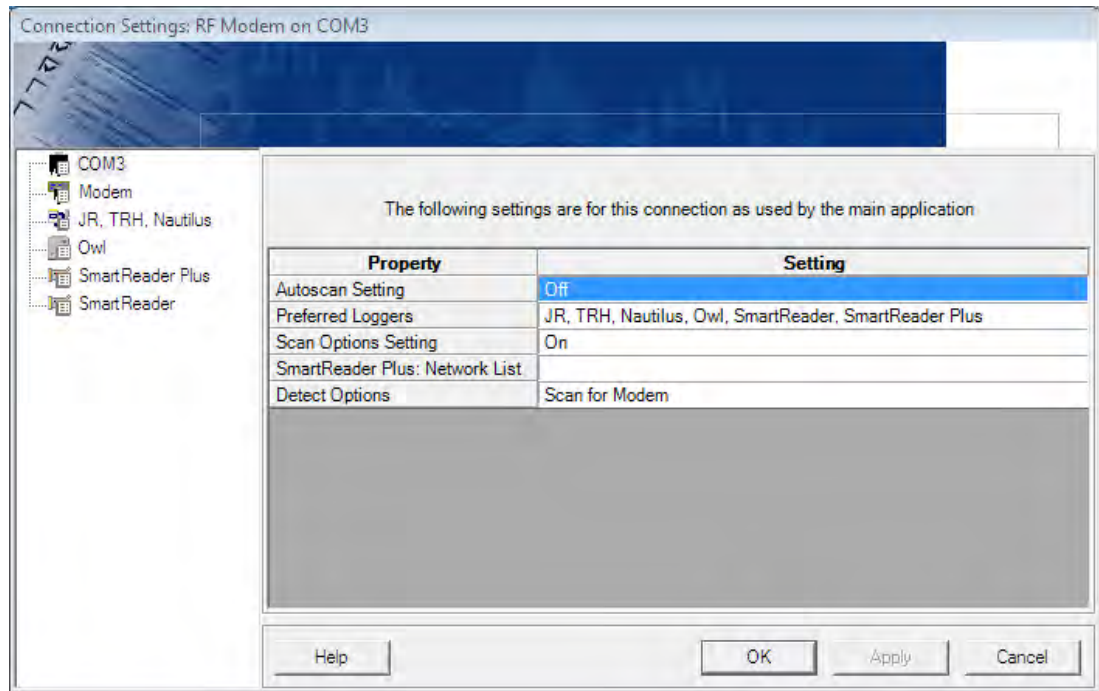 Connection Settings: RF Modem on COM3
COM3
Modem
JR, TRH, Nautilus
Owl
SmartReader Plus
SmartReader
The following settings are for this connection as used by the main application
Property Setting
Autoscan Setting Off
Preferred Loggers JR, TRH, Nautilus, Owl, SmartReader, SmartReader Plus
Scan Options Setting On
SmartReader Plus: Network List
Detect Options Scan for Modem
Help OK Apply Cancel